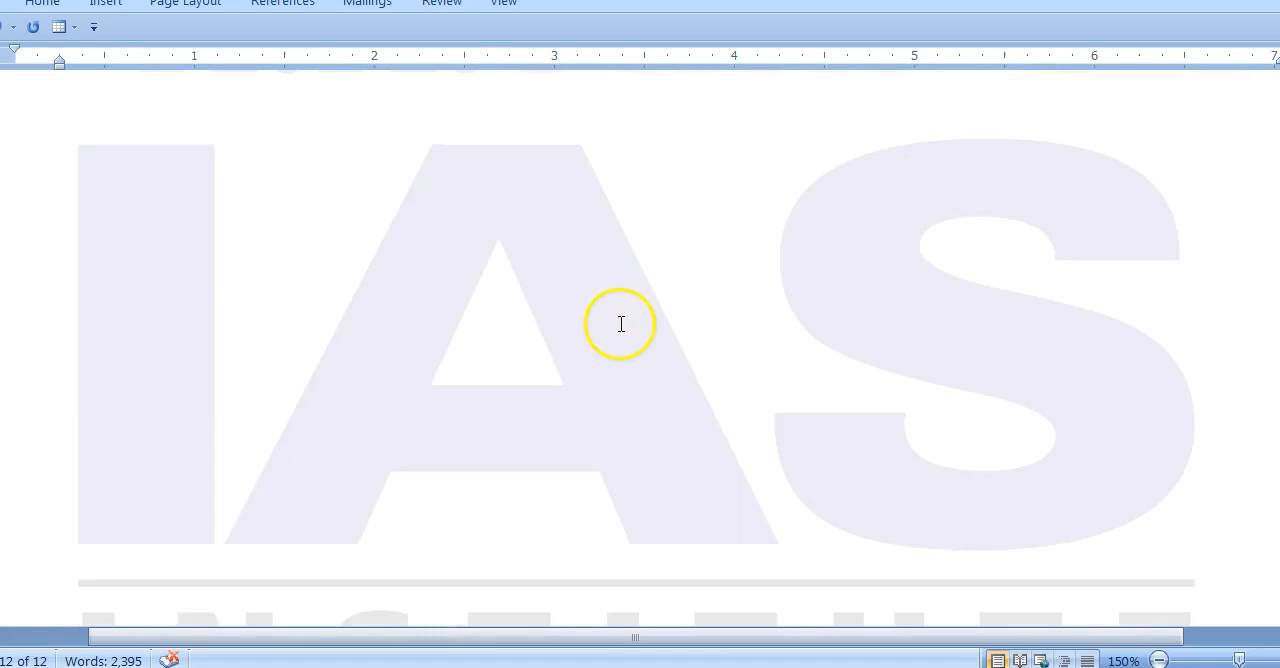 Home Insert Page Layout References Mailings Review View
1 2 3 4 5 6 7
IAS
12 of 12 Words: 2,395 150%